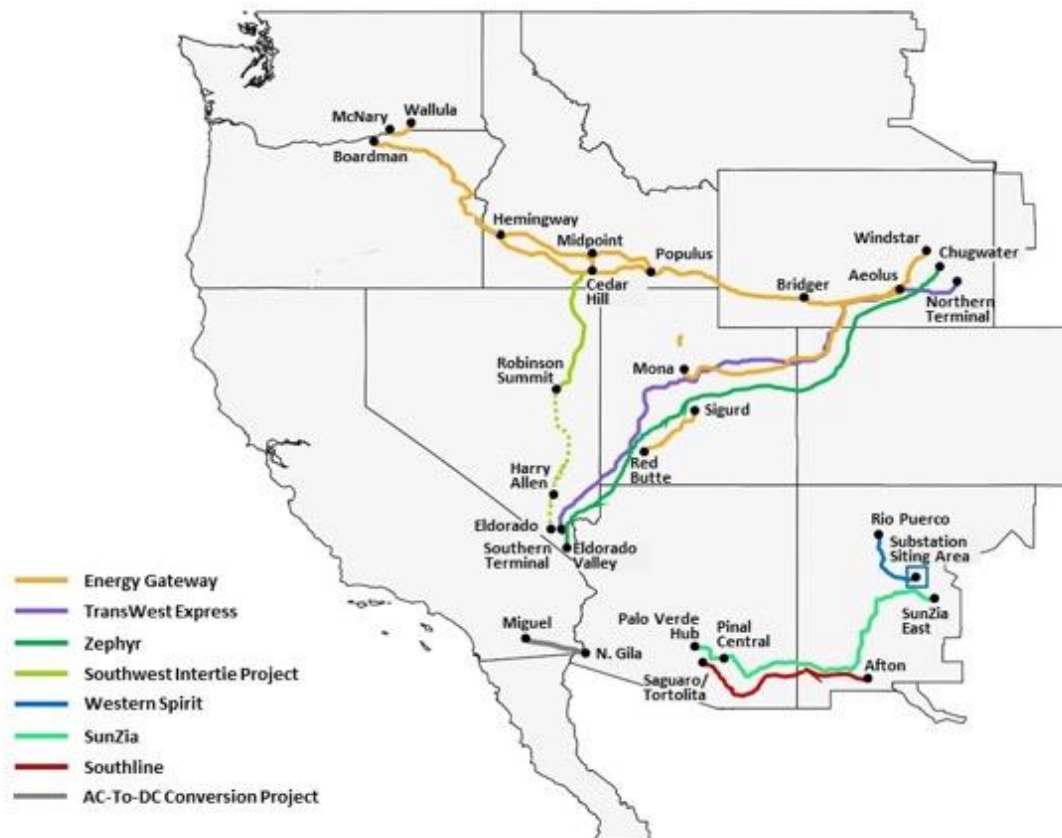 McNary
Wallula
Boardman
Hemingway
Midpoint
Populus
Cedar
Hill
Windstar
Chugwater
Aeolus
Bridger
Northern
Terminal
Robinson
Summit
Mona
Sigurd
Red
Butte
Harry
Allen
Eldorado
Southern
Terminal
Eldorado
Valley
Rio Puerco
Substation
Siting Area
SunZia
East
Miguel
N. Gila
Palo Verde
Hub
Pinal
Central
Saguaro/
Tortolita
Afton
Energy Gateway
TransWest Express
Zephyr
Southwest Intertie Project
Western Spirit
SunZia
Southline
AC-To-DC Conversion Project